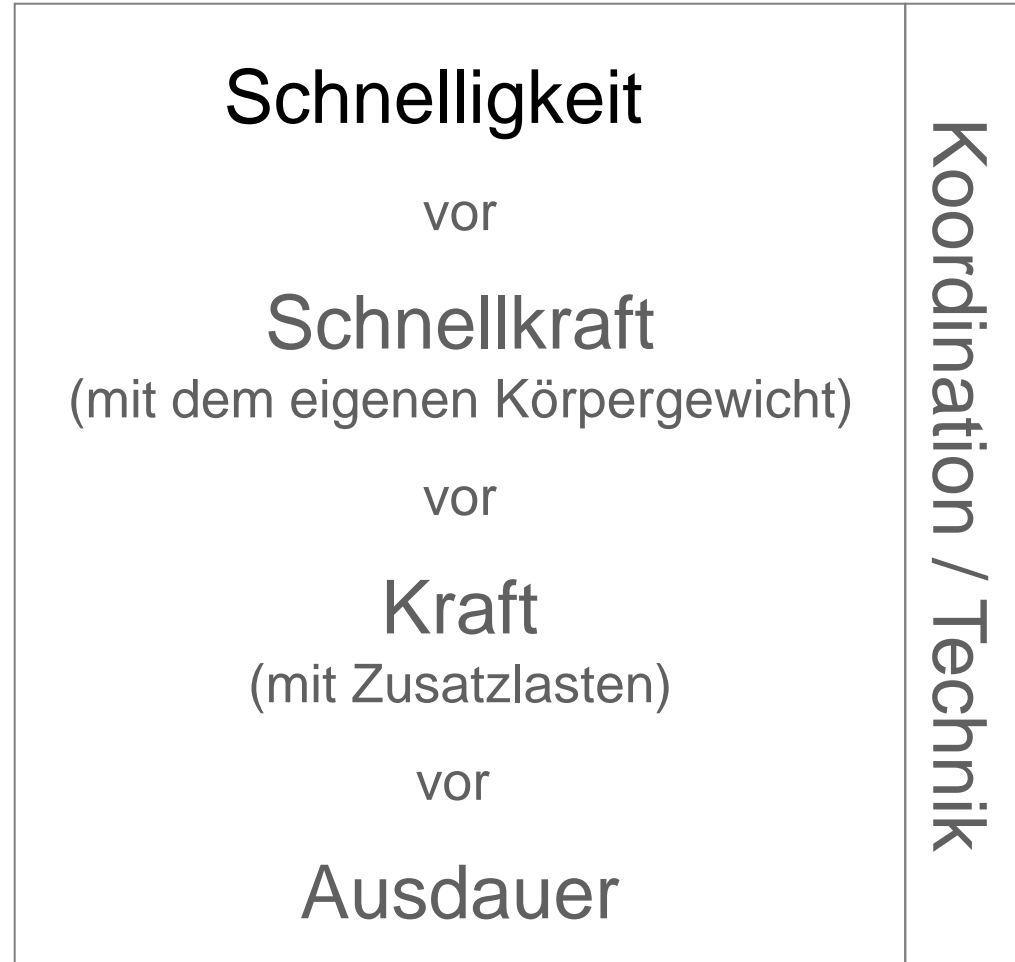 Schnelligkeit
vor
Schnellkraft
(mit dem eigenen Körpergewicht)
vor
Kraft
(mit Zusatzlasten)
vor
Ausdauer
Koordination / Technik